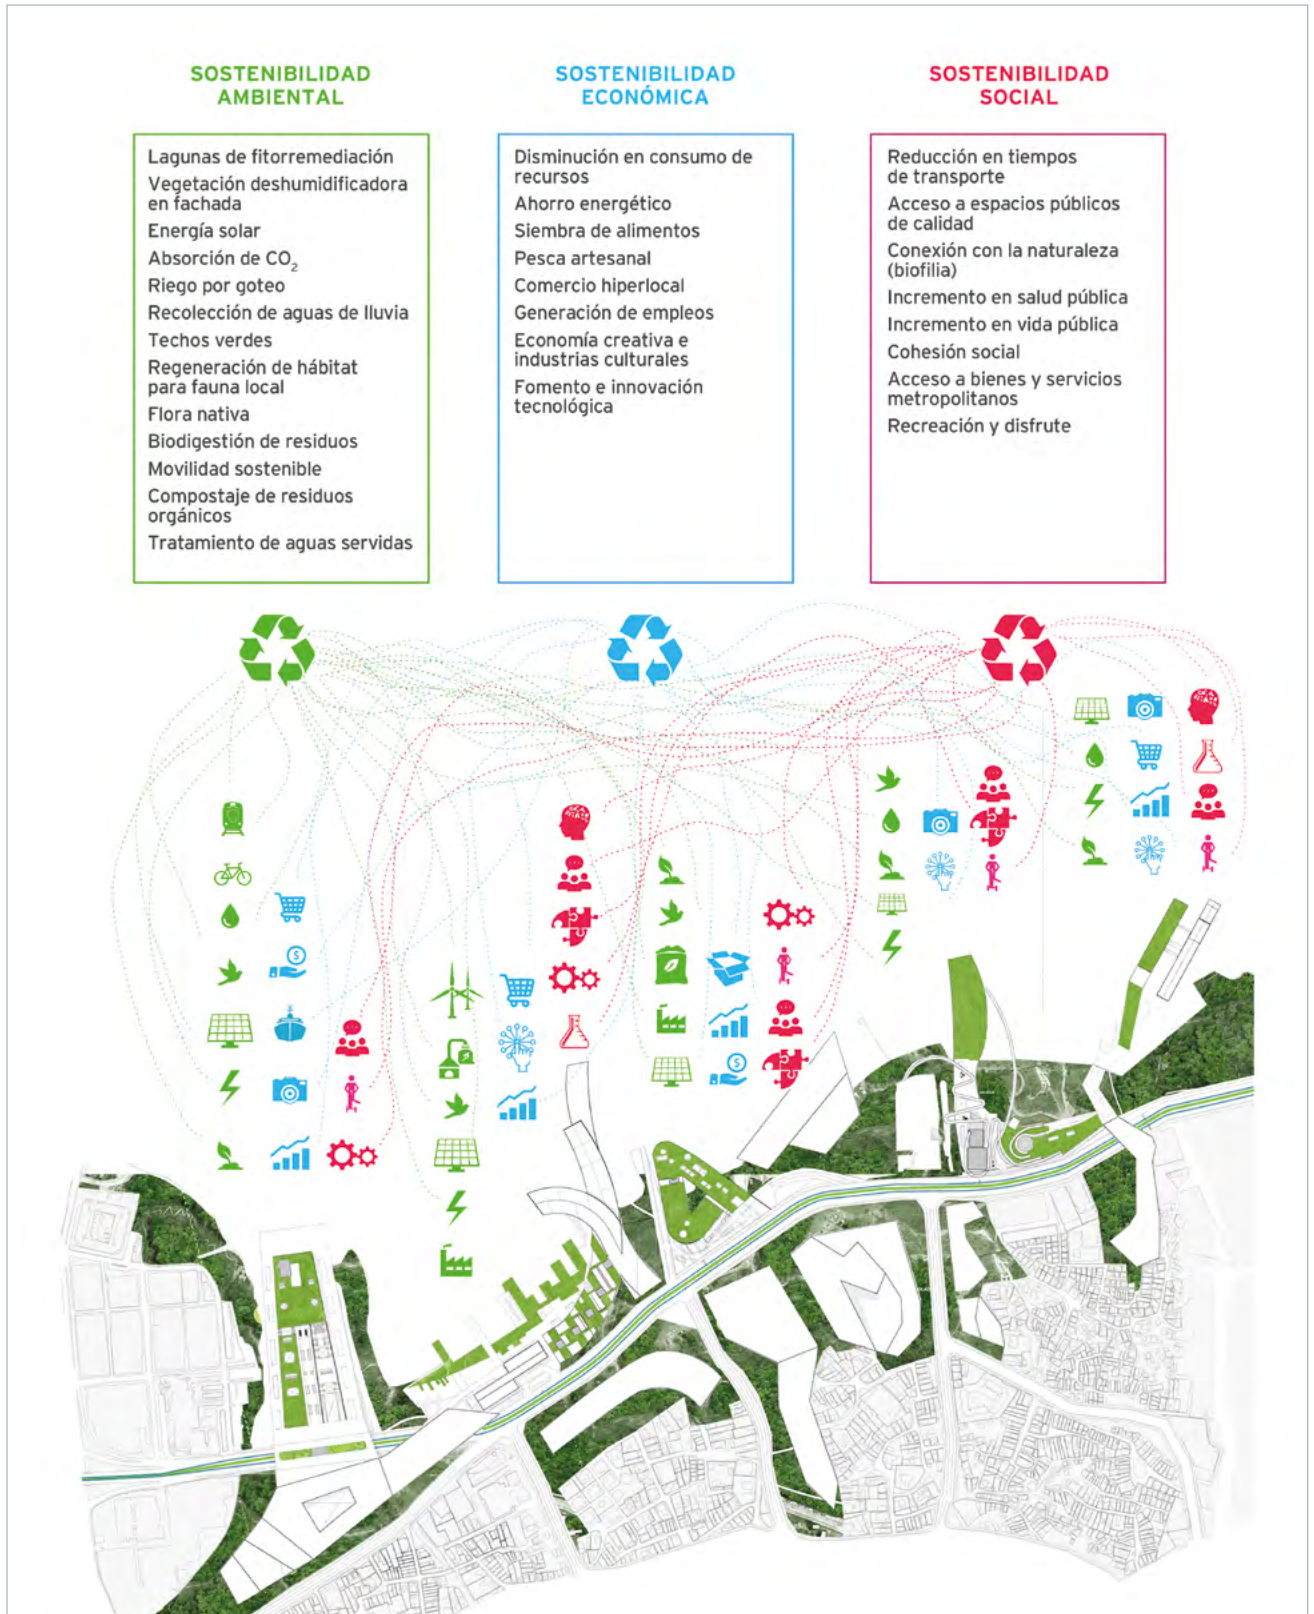 SOSTENIBILIDAD
AMBIENTAL
Lagunas de fitorremediación
Vegetación deshumidificadora
en fachada
Energía solar
Absorción de CO₂
Riego por goteo
Recolección de aguas de lluvia
Techos verdes
Regeneración de hábitat
para fauna local
Flora nativa
Biodigestión de residuos
Movilidad sostenible
Compostaje de residuos
orgánicos
Tratamiento de aguas servidas
SOSTENIBILIDAD
ECONÓMICA
Disminución en consumo de
recursos
Ahorro energético
Siembra de alimentos
Pesca artesanal
Comercio hiperlocal
Generación de empleos
Economía creativa e
industrias culturales
Fomento e innovación
tecnológica
SOSTENIBILIDAD
SOCIAL
Reducción en tiempos
de transporte
Acceso a espacios públicos
de calidad
Conexión con la naturaleza
(biofilia)
Incremento en salud pública
Incremento en vida pública
Cohesión social
Acceso a bienes y servicios
metropolitanos
Recreación y disfrute